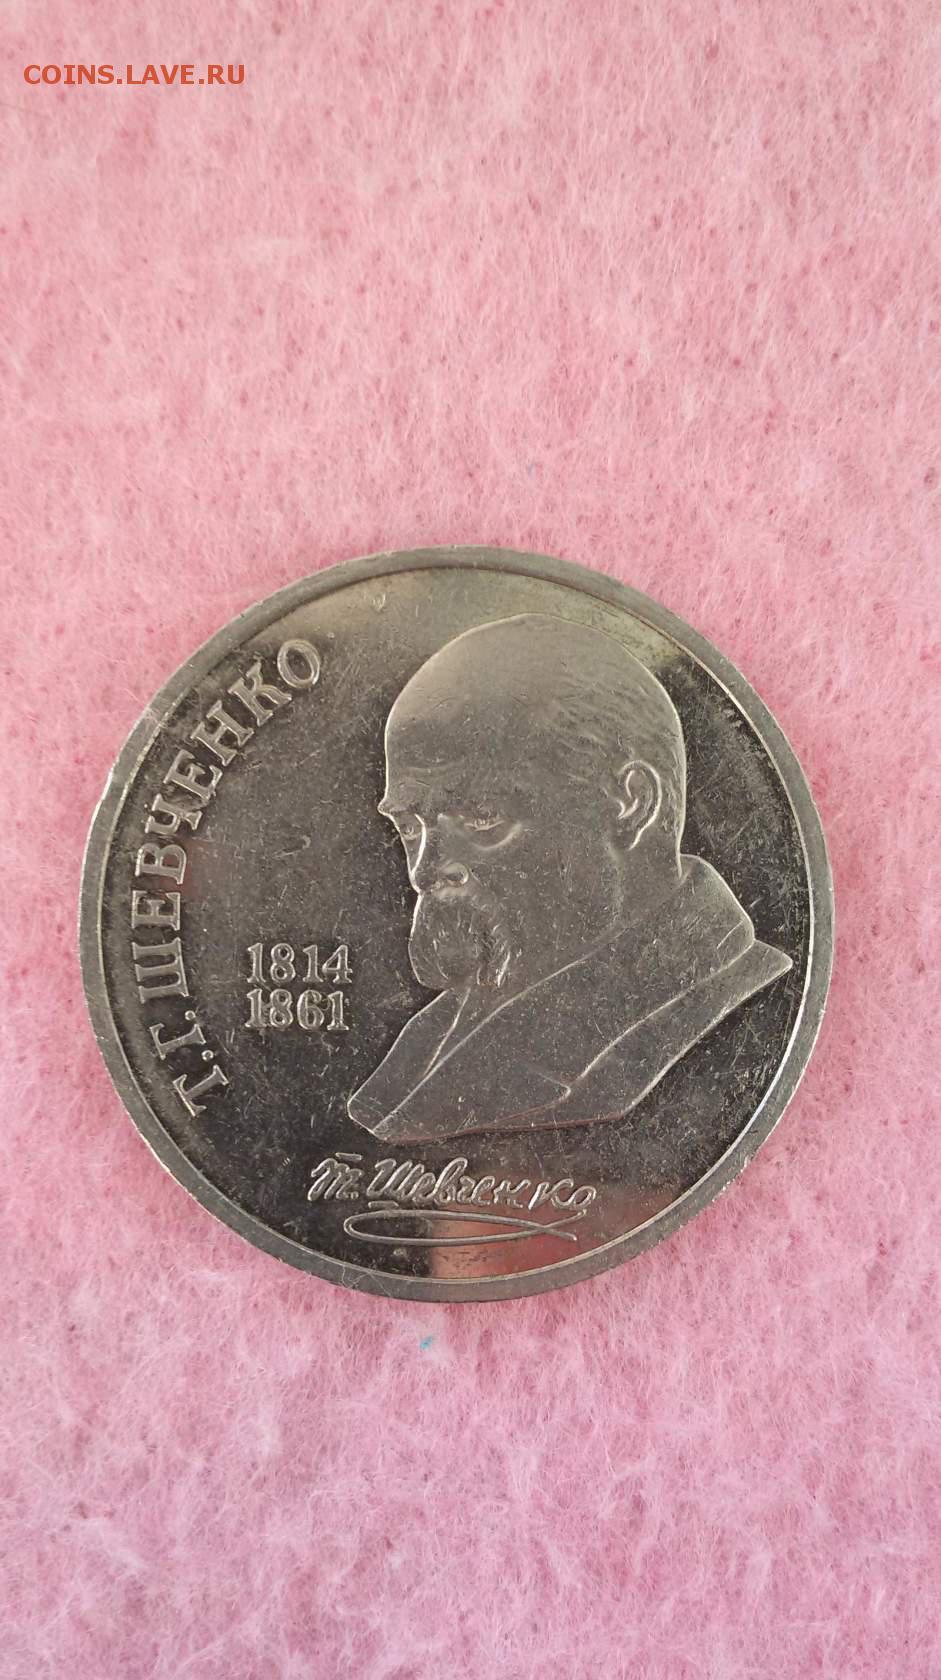 COINS.LAVE.RU
Т.Г.ШЕВЧЕНКО
1814
1861
Т. Шевченко